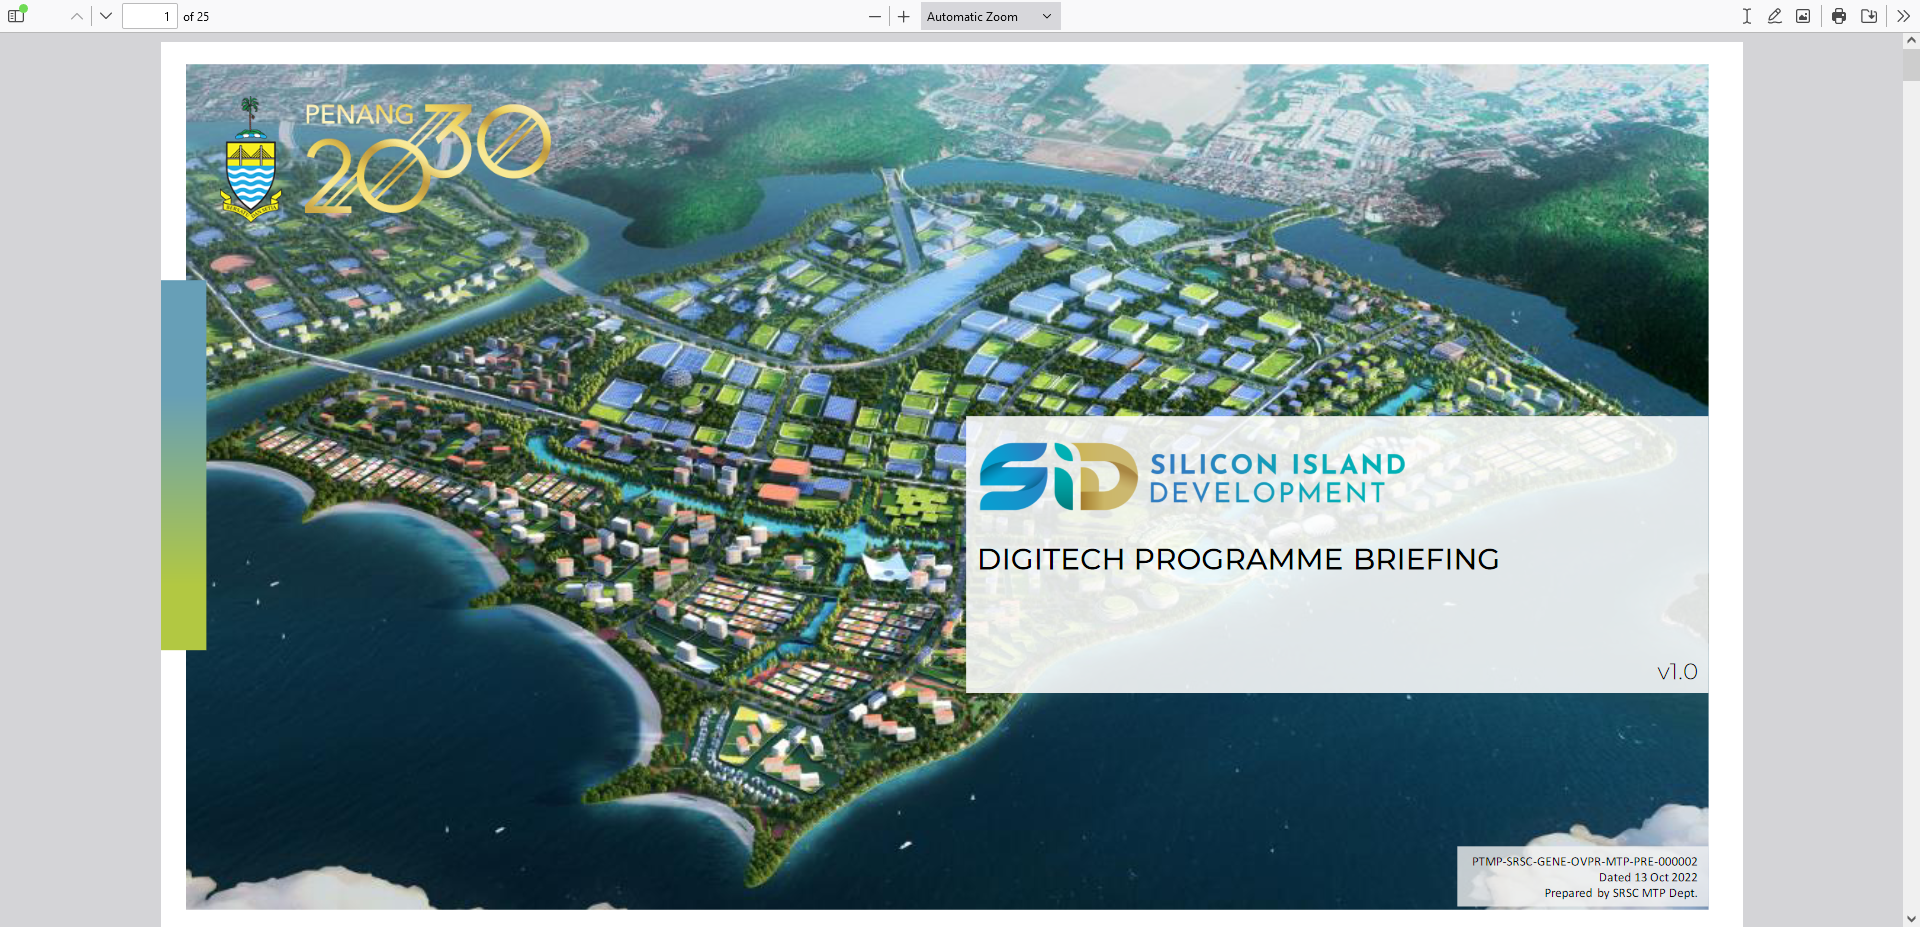 1 of 25
Automatic Zoom
PENANG
2030
SiD SILICON ISLAND
DEVELOPMENT
DIGITECH PROGRAMME BRIEFING
v1.0
PTMP-SRSC-GENE-OVPR-MTP-PRE-000002
Dated 13 Oct 2022
Prepared by SRSC MTP Dept.